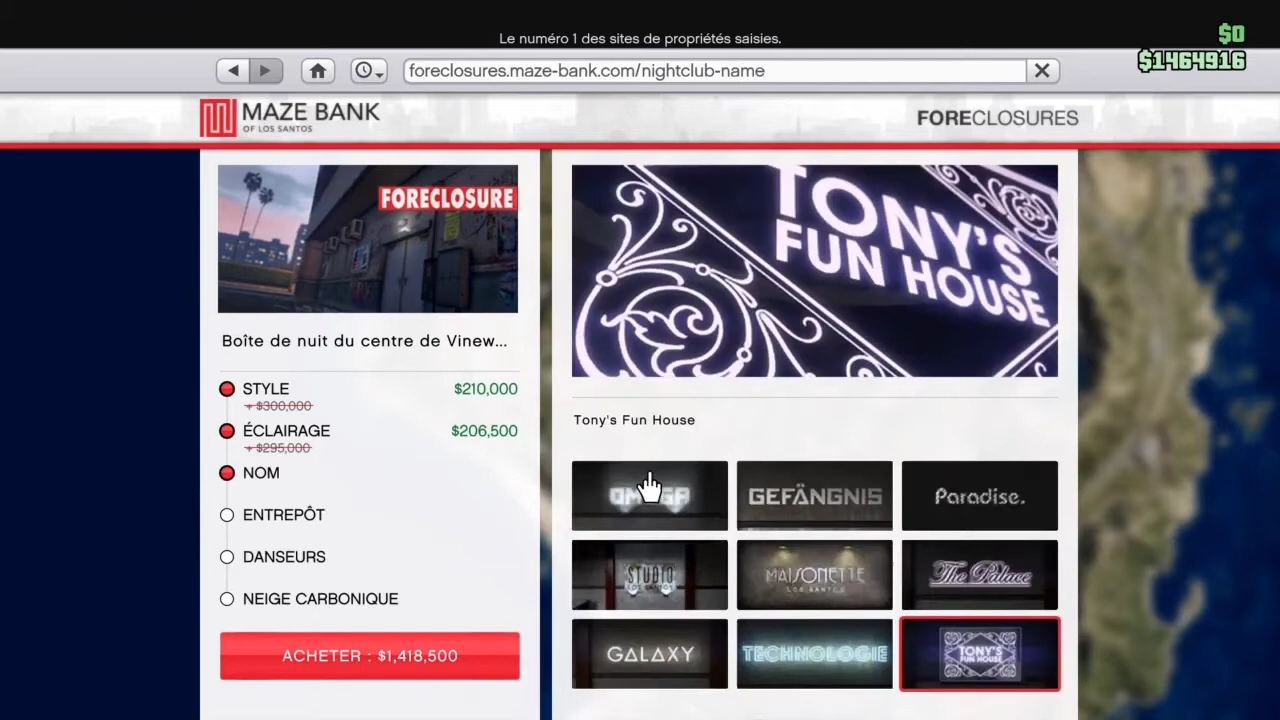 Le numéro 1 des sites de propriétés saisies.
$0
$1464916
foreclosures.maze-bank.com/nightclub-name
MAZE BANK
OF LOS SANTOS
FORECLOSURES
FORECLOSURE
Boîte de nuit du centre de Vinew...
STYLE $210,000
+ $300,000
ÉCLAIRAGE $206,500
+ $295,000
NOM
ENTREPÔT
DANSEURS
NEIGE CARBONIQUE
ACHETER : $1,418,500
TONY'S
FUN HOUSE
Tony's Fun House
GEFÄNGNIS
Paradise.
STUDIO
LOS SANTOS
MAISONETTE
LOS SANTOS
The Palace
GALAXY
TECHNOLOGIE
TONY'S
FUN HOUSE